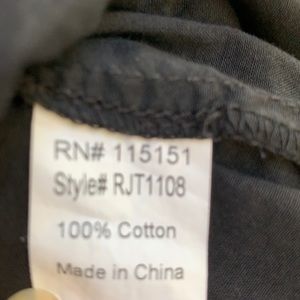 RN# 115151
Style# RJT1108
100% Cotton
Made in China